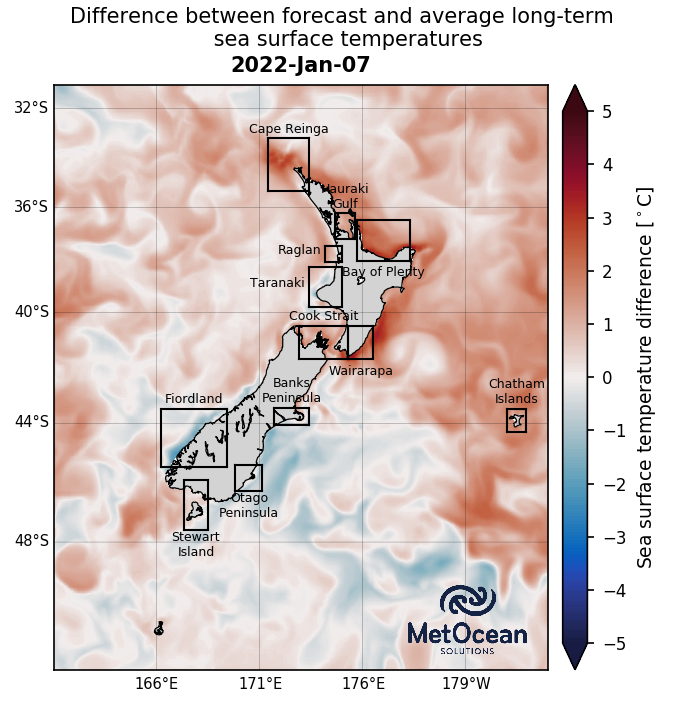 Difference between forecast and average long-term
sea surface temperatures
2022-Jan-07
32°S
36°S
40°S
44°S
48°S
Cape Reinga
Hauraki
Gulf
Raglan
Bay of Plenty
Taranaki
Cook Strait
Wairarapa
Banks
Peninsula
Fiordland
Chatham
Islands
Otago
Peninsula
Stewart
Island
MetOcean
SOLUTIONS
166°E
171°E
176°E
179°W
5
4
3
2
1
0
−1
−2
−3
−4
−5
Sea surface temperature difference [°C]